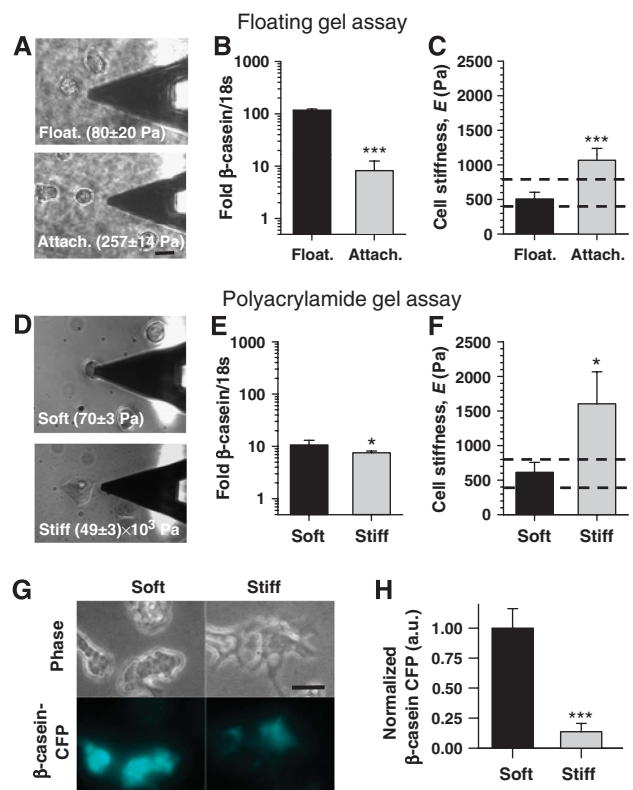 Floating gel assay
A
Float. (80±20 Pa)
Attach. (257±14 Pa)
B
Fold β-casein/18s
1000
100
10
1
***
Float.
Attach.
C
Cell stiffness, E (Pa)
2500
2000
1500
1000
500
0
***
Float.
Attach.
Polyacrylamide gel assay
D
Soft (70±3 Pa)
Stiff (49±3)×10³ Pa
E
Fold β-casein/18s
1000
100
10
1
*
Soft
Stiff
F
Cell stiffness, E (Pa)
2500
2000
1500
1000
500
0
*
Soft
Stiff
G
Soft
Stiff
Phase
β-casein-
CFP
H
Normalized
β-casein CFP (a.u.)
1.00
0.75
0.50
0.25
0.00
***
Soft
Stiff